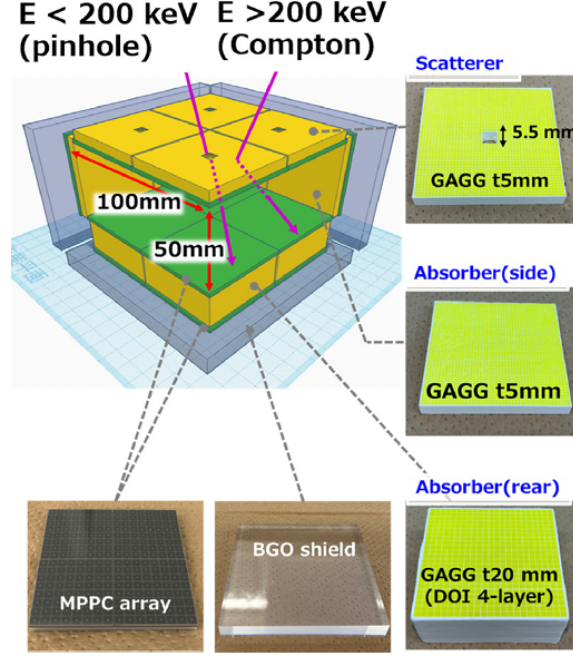 E < 200 keV
(pinhole)
E >200 keV
(Compton)
Scatterer
5.5 mm
GAGG t5mm
100mm
50mm
Absorber(side)
GAGG t5mm
Absorber(rear)
MPPC array
BGO shield
GAGG t20 mm
(DOI 4-layer)